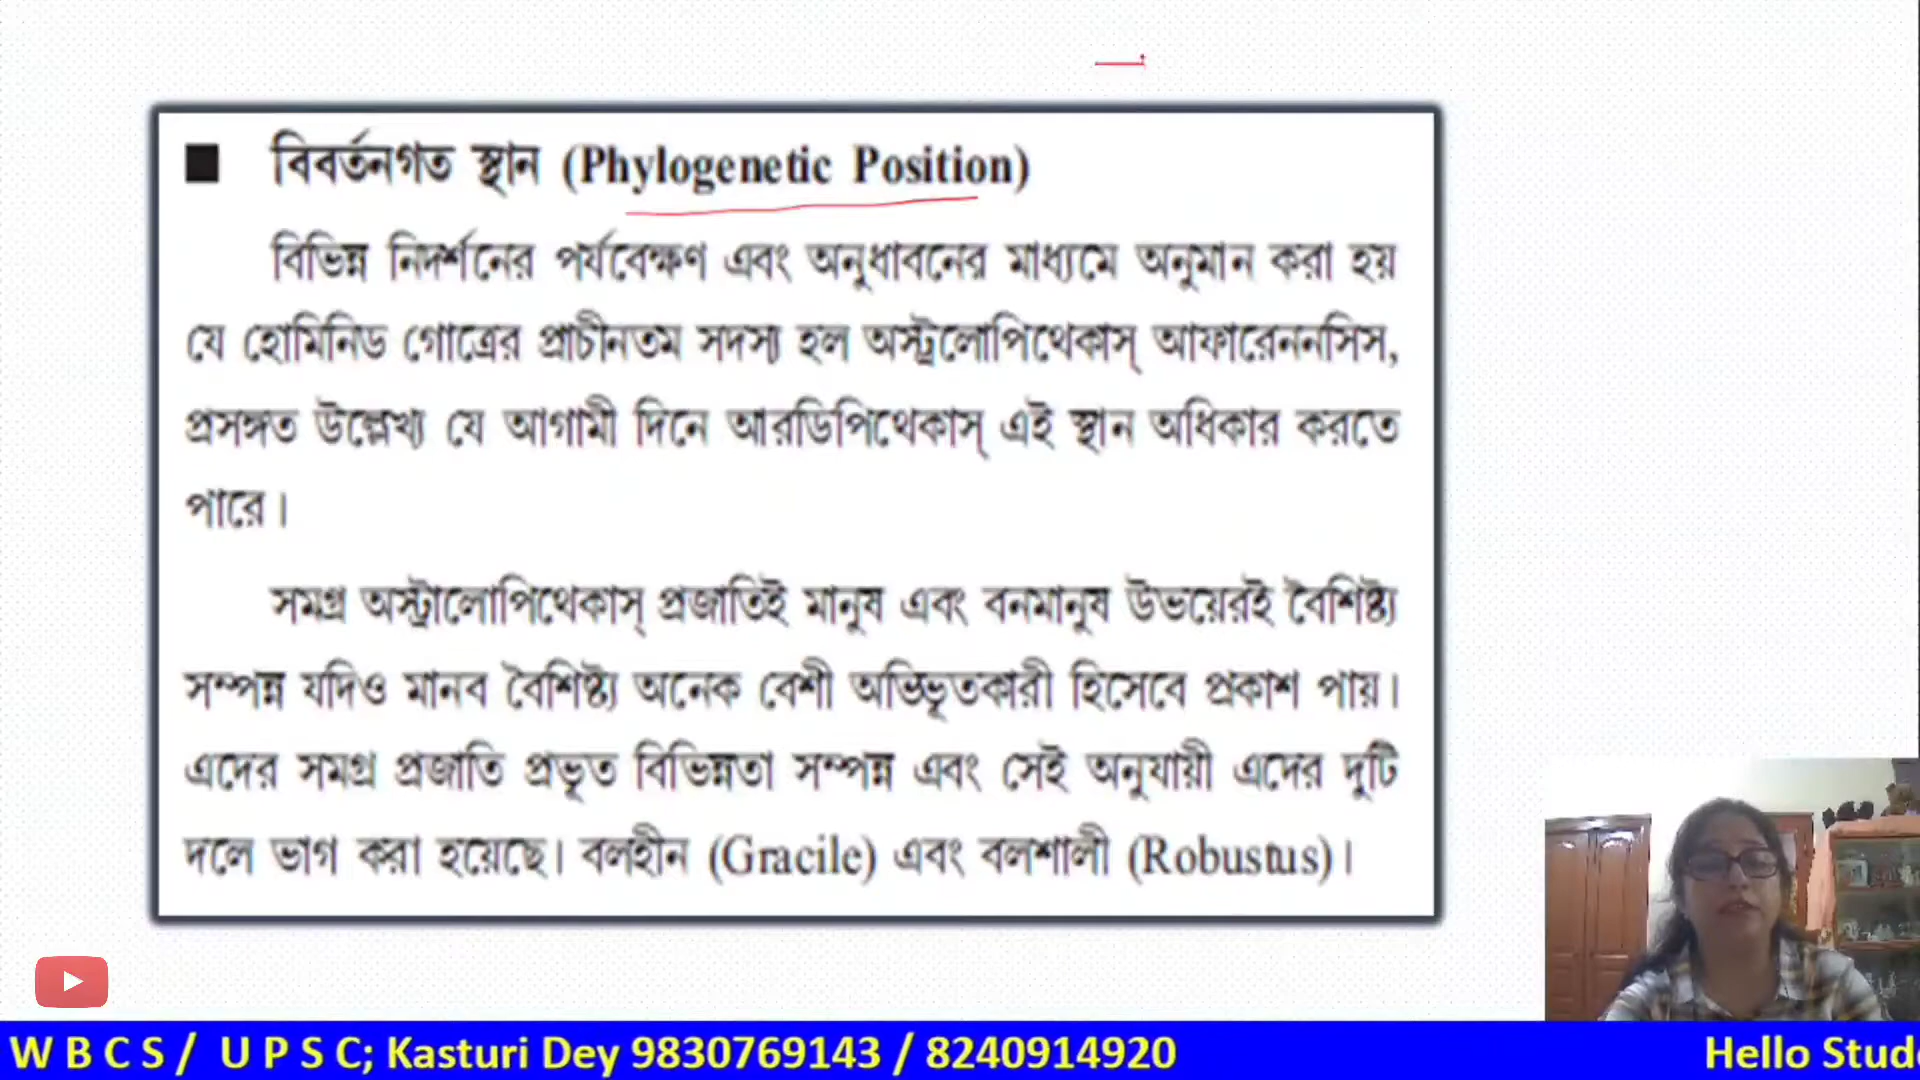 ■ বিবর্তনগত স্থান (Phylogenetic Position)
বিভিন্ন নিদর্শনের পর্যবেক্ষণ এবং অনুধাবনের মাধ্যমে অনুমান করা হয়
যে হোমিনিড গোত্রের প্রাচীনতম সদস্য হল অস্ট্রলোপিথেকাস্ আফারেননসিস,
প্রসঙ্গত উল্লেখ্য যে আগামী দিনে আরডিপিথেকাস্ এই স্থান অধিকার করতে
পারে।
সমগ্র অস্ট্রালোপিথেকাস্ প্রজাতিই মানুষ এবং বনমানুষ উভয়েরই বৈশিষ্ট্য
সম্পন্ন যদিও মানব বৈশিষ্ট্য অনেক বেশী অভিভূতকারী হিসেবে প্রকাশ পায়।
এদের সমগ্র প্রজাতি প্রভূত বিভিন্নতা সম্পন্ন এবং সেই অনুযায়ী এদের দুটি
দলে ভাগ করা হয়েছে। বলহীন (Gracile) এবং বলশালী (Robustus)।
W B C S / U P S C; Kasturi Dey 9830769143 / 8240914920 Hello Stud